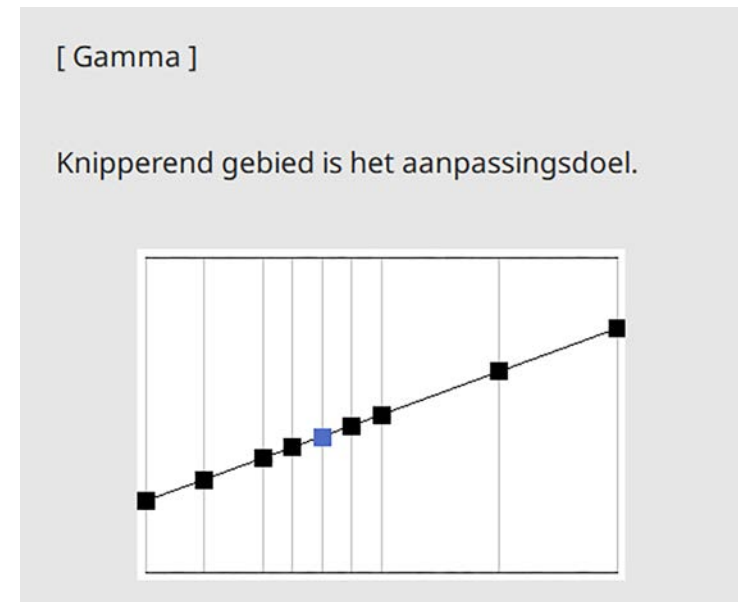 [ Gamma ]
Knipperend gebied is het aanpassingsdoel.